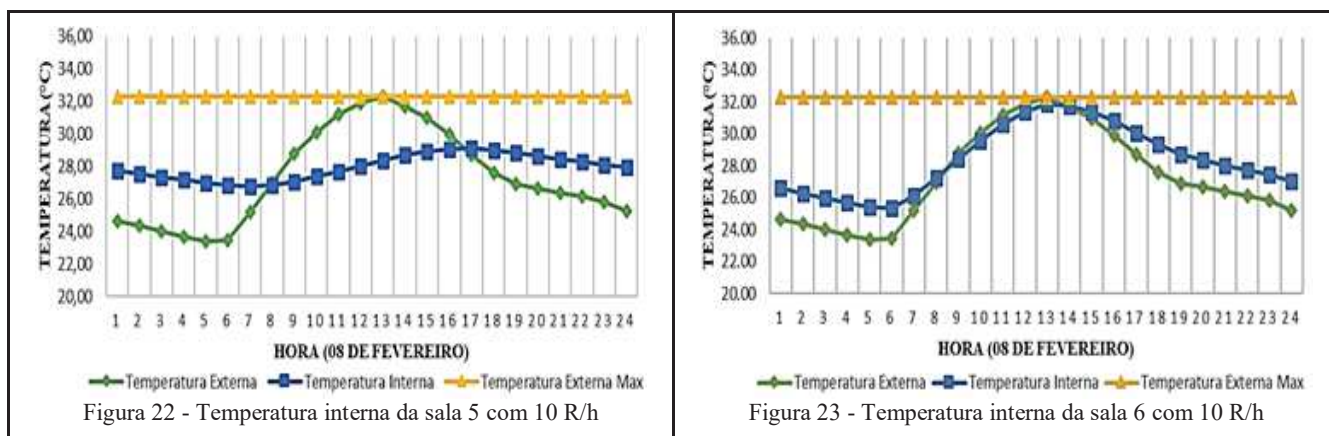 TEMPERATURA (°C)
36,00
34,00
32,00
30,00
28,00
26,00
24,00
22,00
20,00
1 2 3 4 5 6 7 8 9 10 11 12 13 14 15 16 17 18 19 20 21 22 23 24
HORA (08 DE FEVEREIRO)
Temperatura Externa Temperatura Interna Temperatura Externa Max
Figura 22 - Temperatura interna da sala 5 com 10 R/h
TEMPERATURA (°C)
36.00
34.00
32.00
30.00
28.00
26.00
24.00
22.00
20.00
1 2 3 4 5 6 7 8 9 10 11 12 13 14 15 16 17 18 19 20 21 22 23 24
HORA (08 DE FEVEREIRO)
Temperatura Externa Temperatura Interna Temperatura Externa Max
Figura 23 - Temperatura interna da sala 6 com 10 R/h